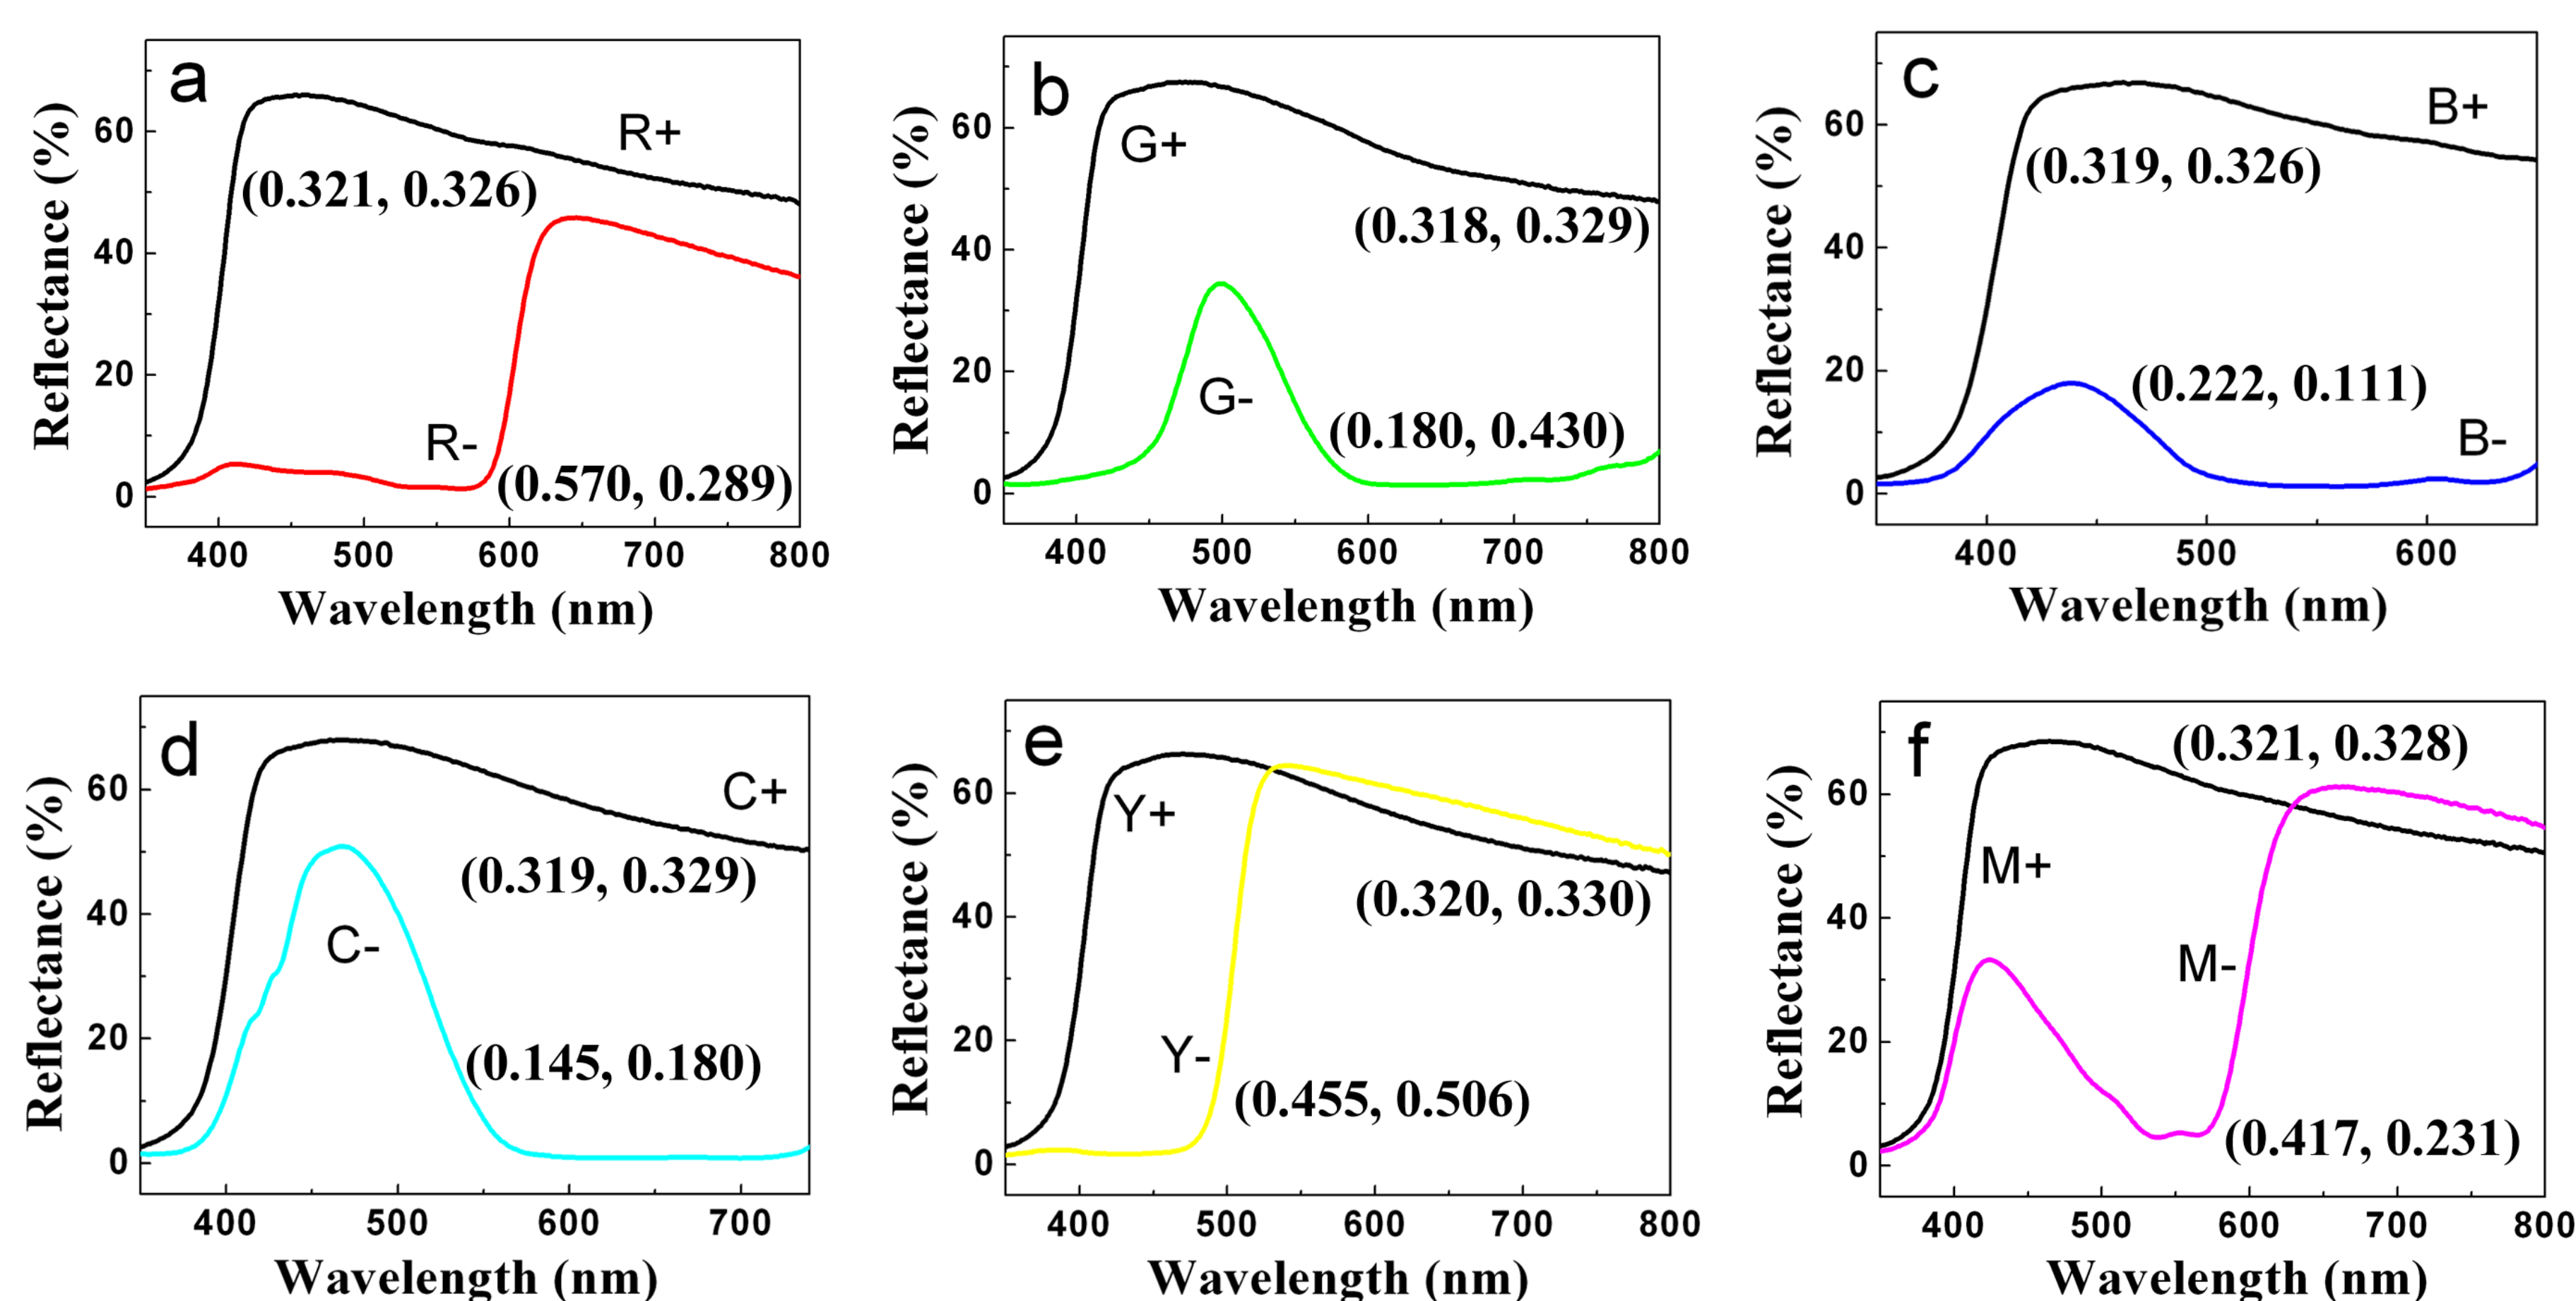 a
R+
(0.321, 0.326)
R-
(0.570, 0.289)
60
40
20
0
400 500 600 700 800
Reflectance (%)
Wavelength (nm)
b
G+
(0.318, 0.329)
G-
(0.180, 0.430)
60
40
20
0
400 500 600 700 800
Reflectance (%)
Wavelength (nm)
c
B+
(0.319, 0.326)
(0.222, 0.111)
B-
60
40
20
0
400 500 600
Reflectance (%)
Wavelength (nm)
d
C+
(0.319, 0.329)
C-
(0.145, 0.180)
60
40
20
0
400 500 600 700
Reflectance (%)
Wavelength (nm)
e
Y+
(0.320, 0.330)
Y-
(0.455, 0.506)
60
40
20
0
400 500 600 700 800
Reflectance (%)
Wavelength (nm)
f
(0.321, 0.328)
M+
M-
(0.417, 0.231)
60
40
20
0
400 500 600 700 800
Reflectance (%)
Wavelength (nm)